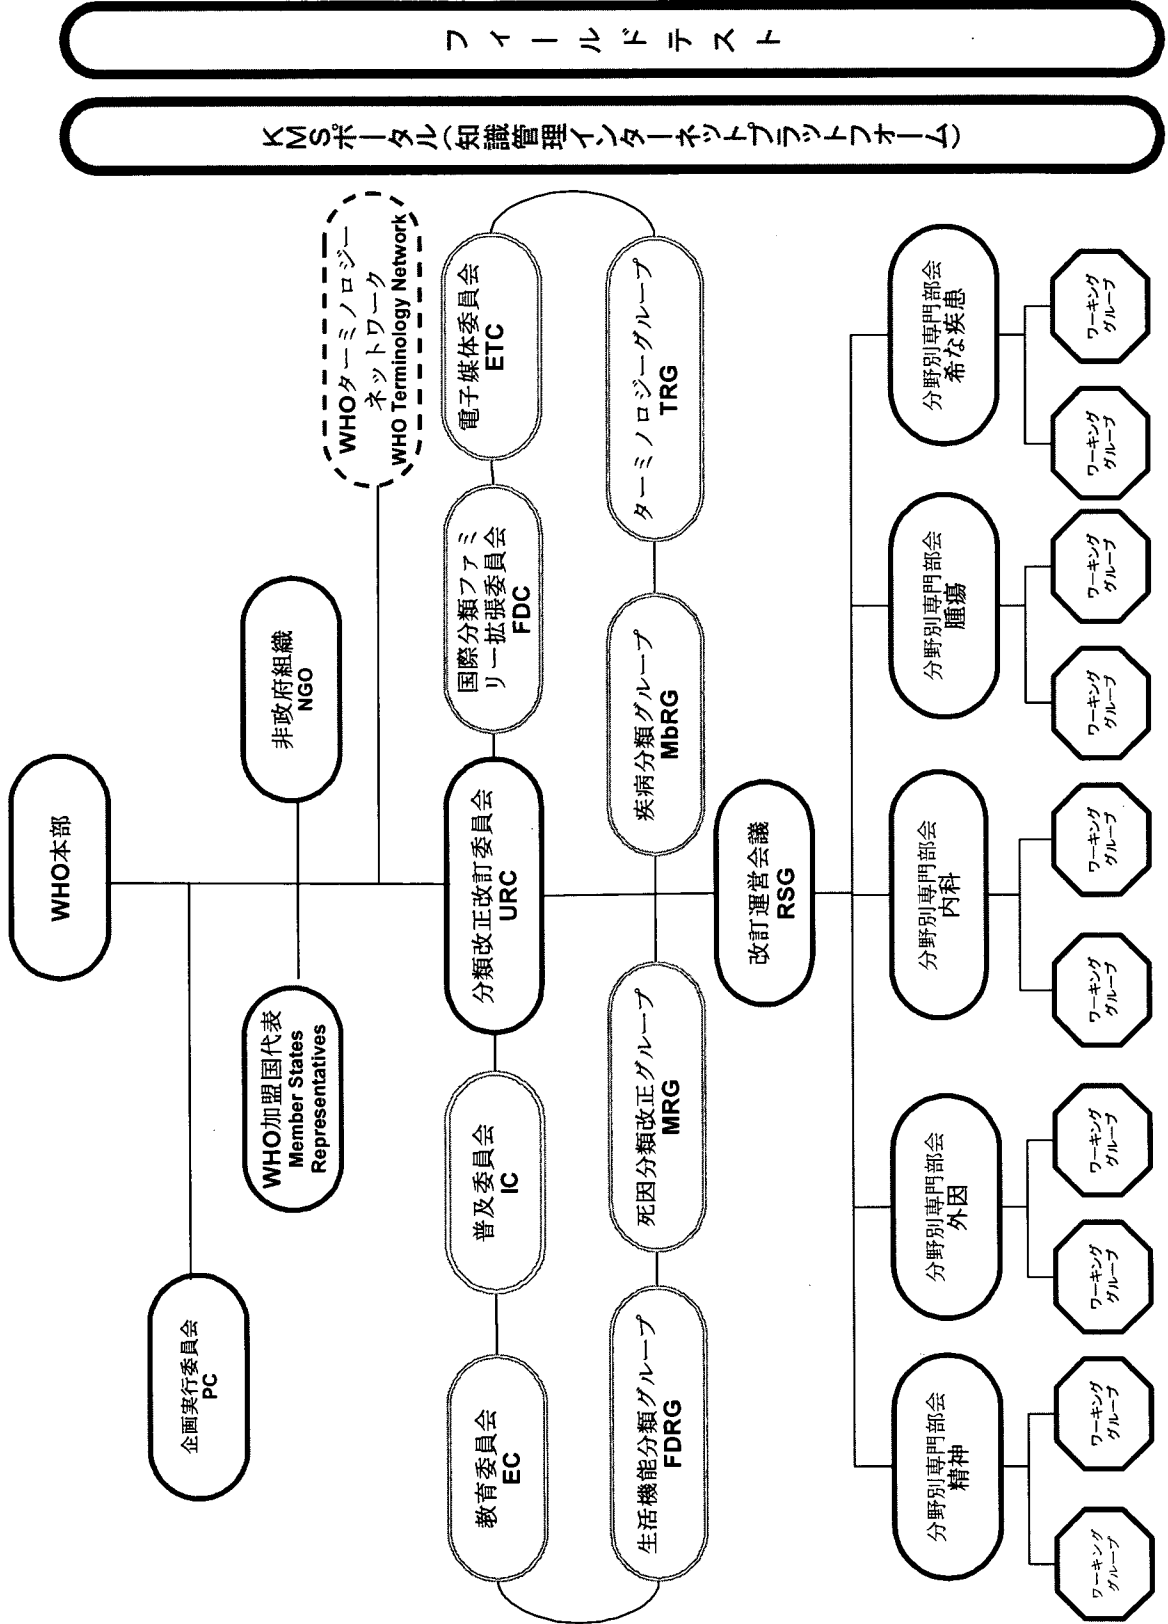 WHO本部
企画実行委員会
PC
WHO加盟国代表
Member States
Representatives
非政府組織
NGO
WHOターミノロジー
ネットワーク
WHO Terminology Network
教育委員会
EC
普及委員会
IC
分類改正改訂委員会
URC
国際分類ファミ
リー拡張委員会
FDC
電子媒体委員会
ETC
生活機能分類グループ
FDRG
死因分類改正グループ
MRG
疾病分類グループ
MbRG
ターミノロジーグループ
TRG
改訂運営会議
RSG
分野別専門部会
精神
分野別専門部会
外因
分野別専門部会
内科
分野別専門部会
腫瘍
分野別専門部会
希な疾患
ワーキング
グループ
ワーキング
グループ
ワーキング
グループ
ワーキング
グループ
ワーキング
グループ
ワーキング
グループ
ワーキング
グループ
ワーキング
グループ
ワーキング
グループ
ワーキング
グループ
KMSポータル(知識管理インターネットプラットフォーム)
フィールドテスト